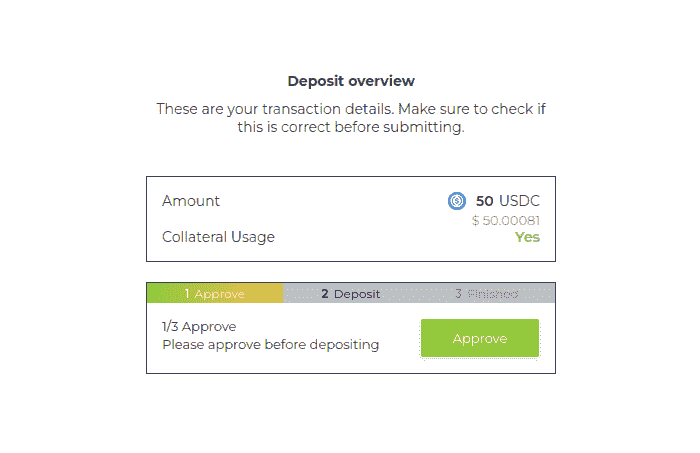 Deposit overview
These are your transaction details. Make sure to check if
this is correct before submitting.
Amount
50 USDC
$ 50.00081
Collateral Usage
Yes
1 Approve
2 Deposit
3 Finished
1/3 Approve
Please approve before depositing
Approve